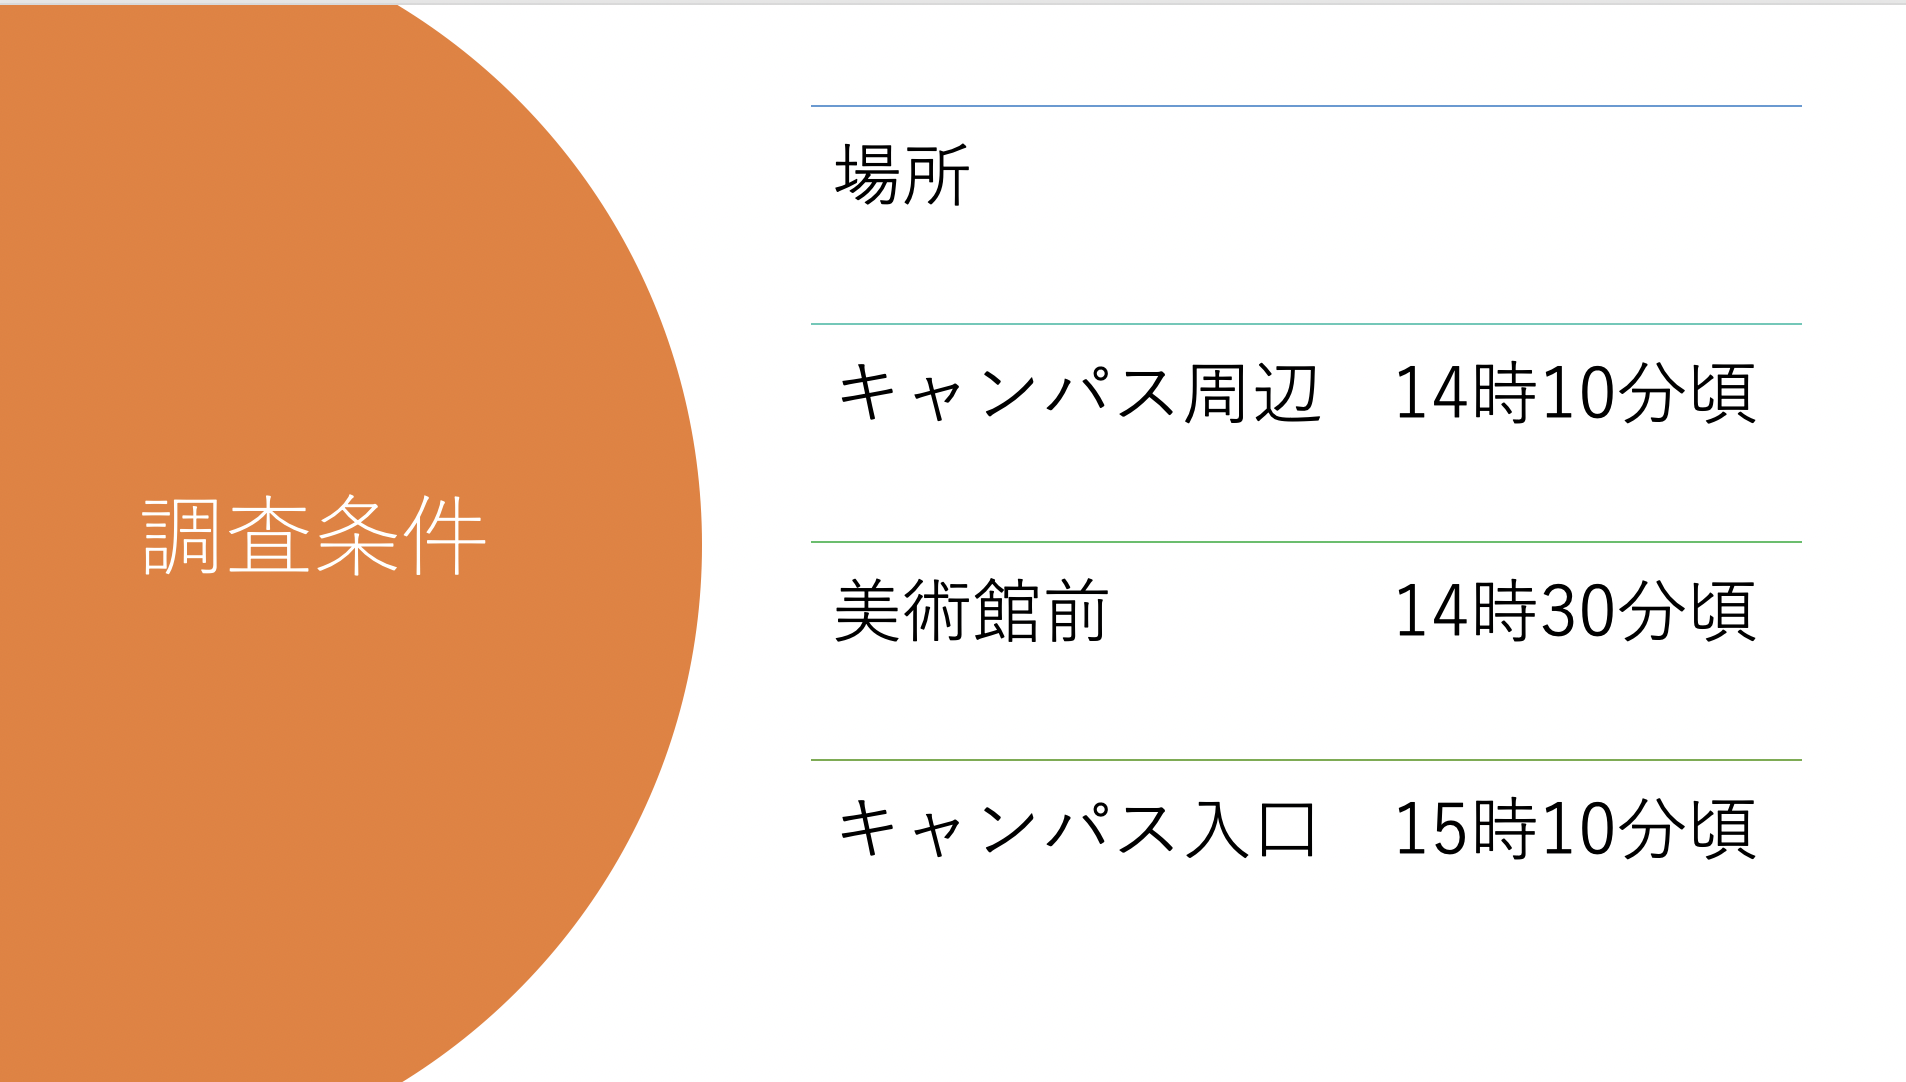 調査条件
場所
キャンパス周辺　14時10分頃
美術館前　　　　14時30分頃
キャンパス入口　15時10分頃